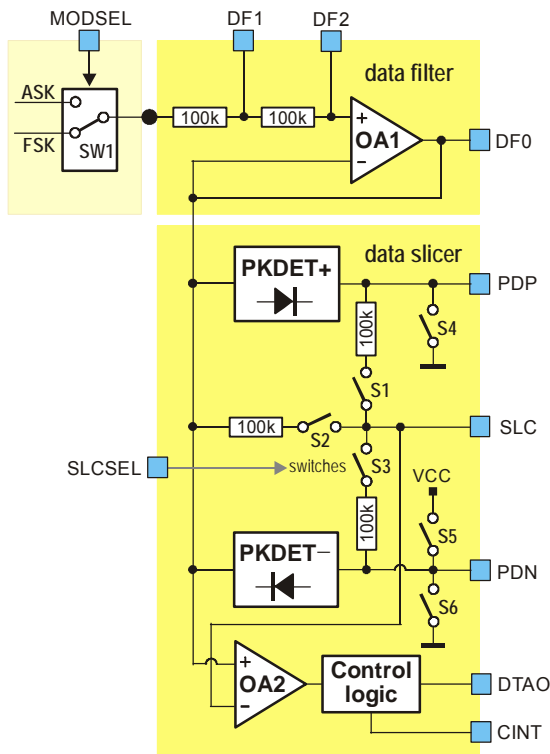 MODSEL
DF1
DF2
data filter
ASK
FSK
SW1
100k
100k
+
−
OA1
DF0
data slicer
PKDET+
PDP
100k
S4
S1
100k
S2
SLC
SLCSEL
switches
S3
VCC
100k
S5
PKDET−
PDN
S6
+
−
OA2
Control
logic
DTAO
CINT